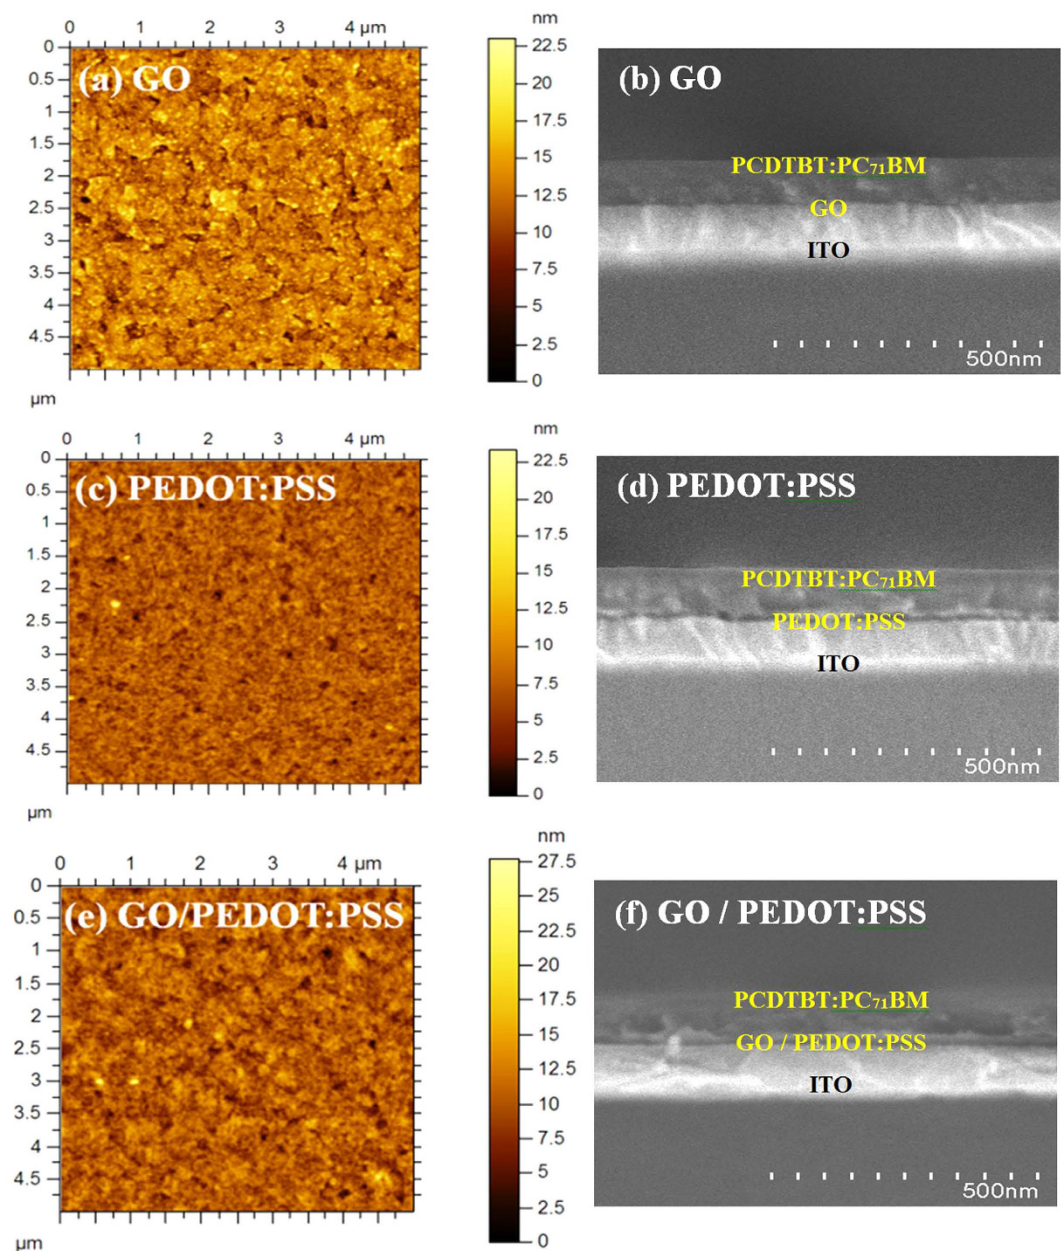 0 1 2 3 4 µm
nm
0
0.5
1
1.5
2
2.5
3
3.5
4
4.5
µm
(a) GO
22.5
20
17.5
15
12.5
10
7.5
5
2.5
0
(b) GO
PCDTBT:PC₇₁BM
GO
ITO
500nm
0 1 2 3 4 µm
nm
0
0.5
1
1.5
2
2.5
3
3.5
4
4.5
µm
(c) PEDOT:PSS
22.5
20
17.5
15
12.5
10
7.5
5
2.5
0
(d) PEDOT:PSS
PCDTBT:PC₇₁BM
PEDOT:PSS
ITO
500nm
0 1 2 3 4 µm
nm
0
0.5
1
1.5
2
2.5
3
3.5
4
4.5
µm
(e) GO/PEDOT:PSS
27.5
25
22.5
20
17.5
15
12.5
10
7.5
5
2.5
0
(f) GO / PEDOT:PSS
PCDTBT:PC₇₁BM
GO / PEDOT:PSS
ITO
500nm